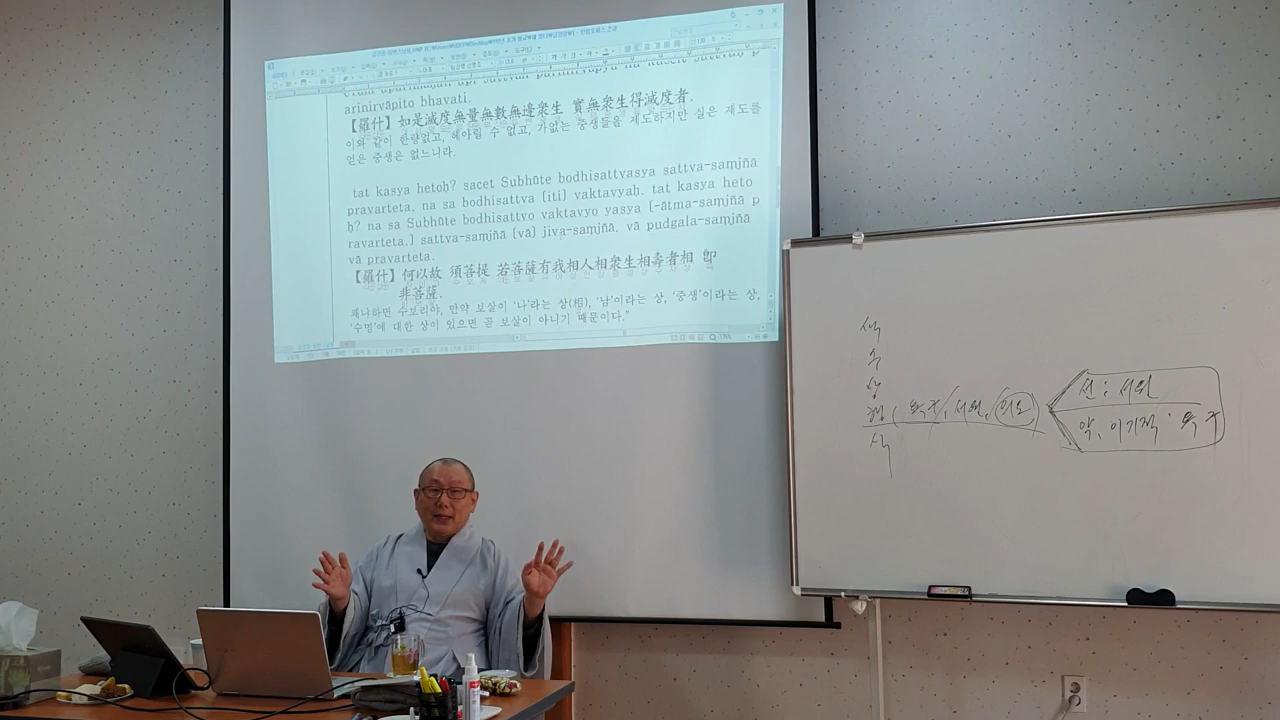 arinirvāpito bhavati.
【羅什】 如是滅度無量無數無邊衆生 實無衆生得滅度者.
이와 같이 한량없고, 헤아릴 수 없고, 가없는 중생들을 제도하지만 실은 제도를
얻은 중생은 없느니라.
tat kasya hetoḥ? sacet Subhūte bodhisattvasya sattva-saṃjñā
pravarteta, na sa bodhisattva (iti) vaktavyaḥ. tat kasya heto
ḥ? na sa Subhūte bodhisattvo vaktavyo yasya (-ātma-saṃjñā p
ravarteta,) sattva-saṃjñā (vā) jīva-saṃjñā, vā pudgala-saṃjñā
vā pravarteta.
【羅什】 何以故 須菩提 若菩薩有我相人相衆生相壽者相 卽
非菩薩.
왜냐하면 수보리야, 만약 보살이 '나'라는 상(相), '남'이라는 상, '중생'이라는 상,
'수명'에 대한 상이 있으면 곧 보살이 아니기 때문이다."
색
수
상
행 ( 욕구, 서원, 의도)
식
선 : 서원
악, 이기적 욕구